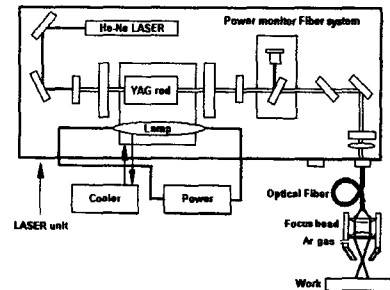 He-Ne LASER
Power monitor Fiber system
YAG rod
Lamp
Optical Fiber
Cooler
Power
LASER unit
Focus head
Ar gas
Work